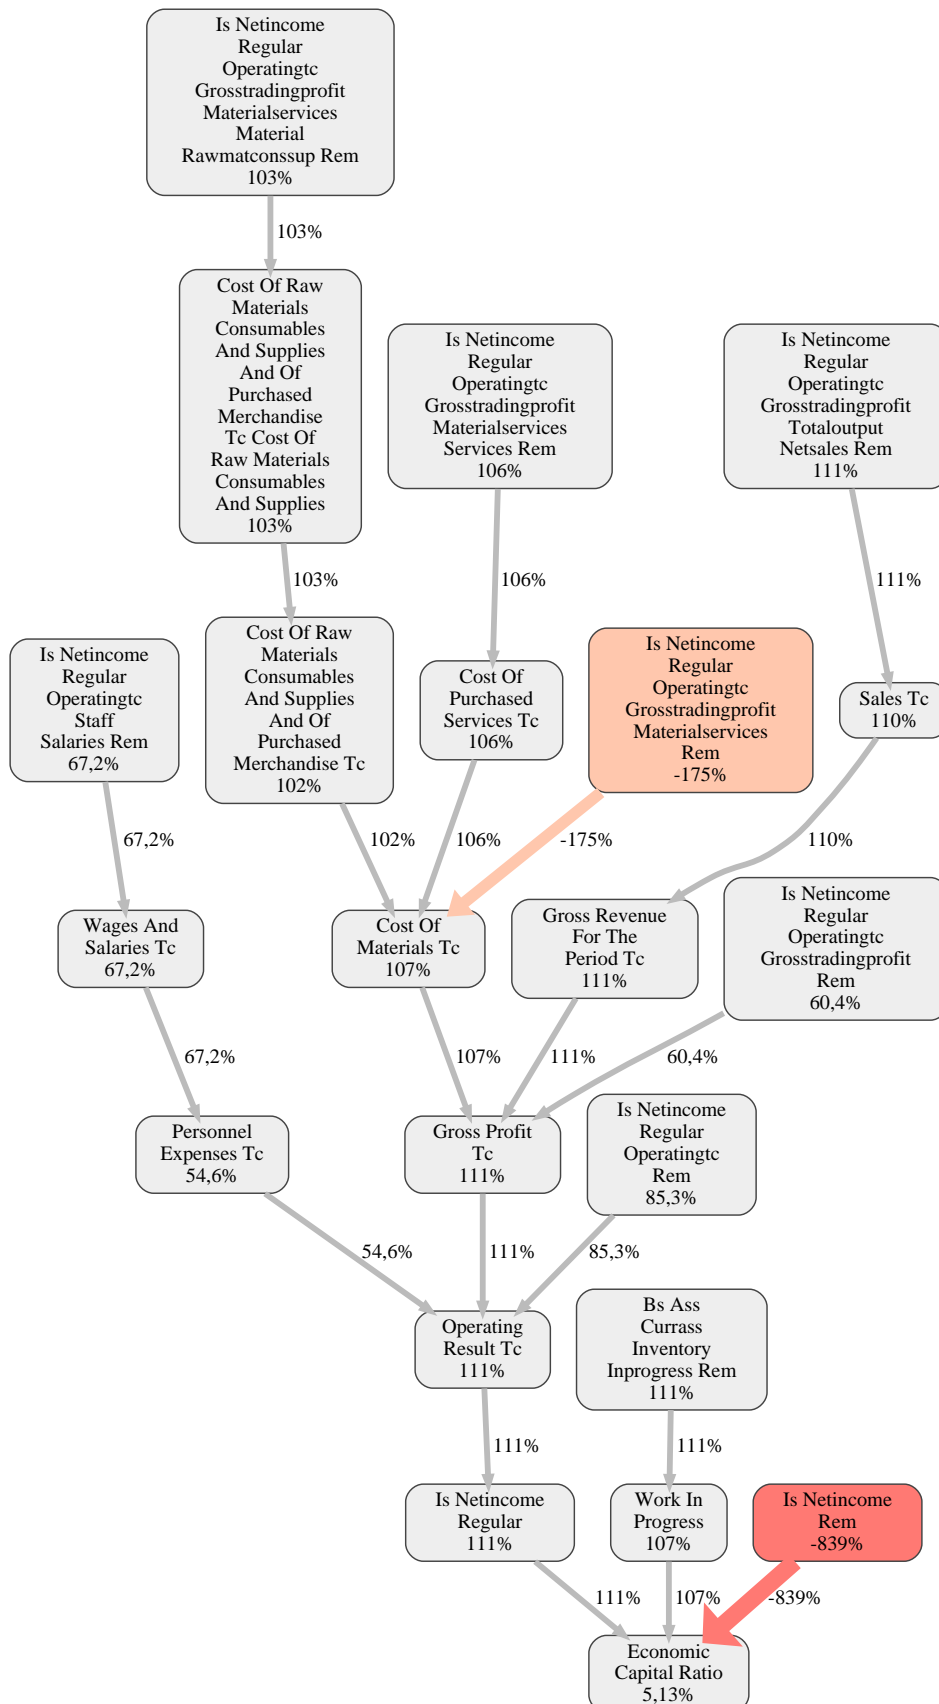 Is Netincome
Regular
Operatingtc
Grosstradingprofit
Materialservices
Material
Rawmatconssup Rem
103%
103%
Cost Of Raw
Materials
Consumables
And Supplies
And Of
Purchased
Merchandise
Tc Cost Of
Raw Materials
Consumables
And Supplies
103%
Is Netincome
Regular
Operatingtc
Grosstradingprofit
Materialservices
Services Rem
106%
Is Netincome
Regular
Operatingtc
Grosstradingprofit
Totaloutput
Netsales Rem
111%
103%
106%
111%
Is Netincome
Regular
Operatingtc
Staff
Salaries Rem
67,2%
Cost Of Raw
Materials
Consumables
And Supplies
And Of
Purchased
Merchandise Tc
102%
Cost Of
Purchased
Services Tc
106%
Is Netincome
Regular
Operatingtc
Grosstradingprofit
Materialservices
Rem
-175%
Sales Tc
110%
67,2%
102%
106%
-175%
110%
Wages And
Salaries Tc
67,2%
Cost Of
Materials Tc
107%
Gross Revenue
For The
Period Tc
111%
Is Netincome
Regular
Operatingtc
Grosstradingprofit
Rem
60,4%
67,2%
107%
111%
60,4%
Personnel
Expenses Tc
54,6%
Gross Profit
Tc
111%
Is Netincome
Regular
Operatingtc
Rem
85,3%
54,6%
111%
85,3%
Operating
Result Tc
111%
Bs Ass
Currass
Inventory
Inprogress Rem
111%
111%
111%
Is Netincome
Regular
111%
Work In
Progress
107%
Is Netincome
Rem
-839%
111%
107%
-839%
Economic
Capital Ratio
5,13%